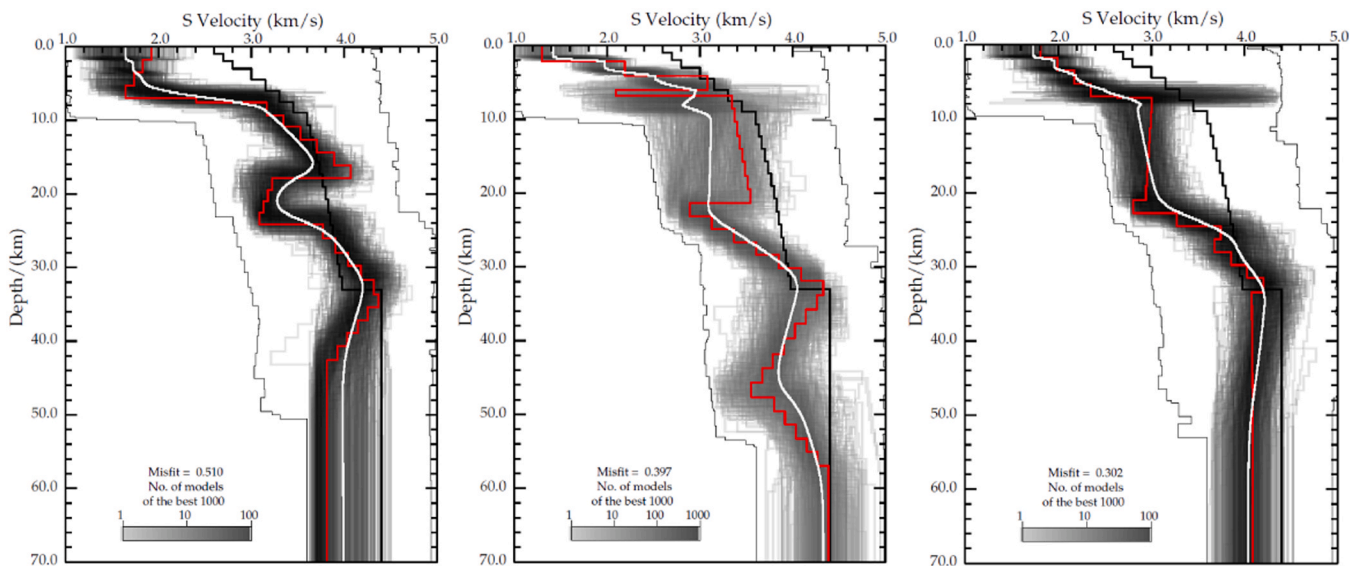 S Velocity (km/s)
1.0 2.0 3.0 4.0 5.0
0.0
10.0
20.0
30.0
40.0
50.0
60.0
70.0
Depth/(km)
Misfit = 0.510
No. of models
of the best 1000
1 10 100
S Velocity (km/s)
1.0 2.0 3.0 4.0 5.0
0.0
10.0
20.0
30.0
40.0
50.0
60.0
70.0
Depth/(km)
Misfit = 0.397
No. of models
of the best 1000
1 10 100 1000
S Velocity (km/s)
1.0 2.0 3.0 4.0 5.0
0.0
10.0
20.0
30.0
40.0
50.0
60.0
70.0
Depth/(km)
Misfit = 0.302
No. of models
of the best 1000
1 10 100